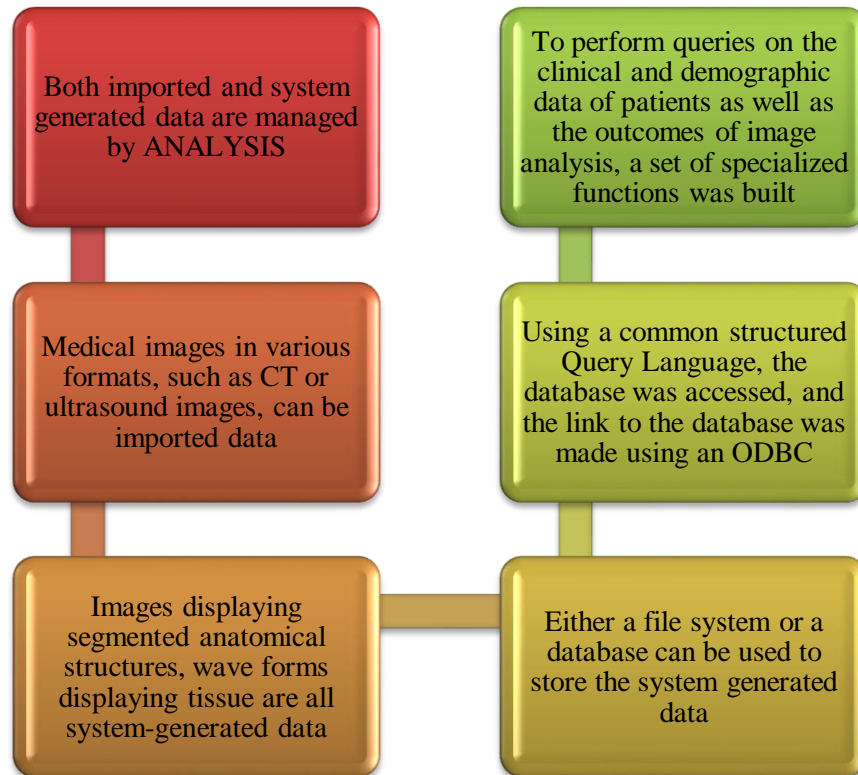 Both imported and system
generated data are managed
by ANALYSIS
Medical images in various
formats, such as CT or
ultrasound images, can be
imported data
Images displaying
segmented anatomical
structures, wave forms
displaying tissue are all
system-generated data
Either a file system or a
database can be used to
store the system generated
data
Using a common structured
Query Language, the
database was accessed, and
the link to the database was
made using an ODBC
To perform queries on the
clinical and demographic
data of patients as well as
the outcomes of image
analysis, a set of specialized
functions was built